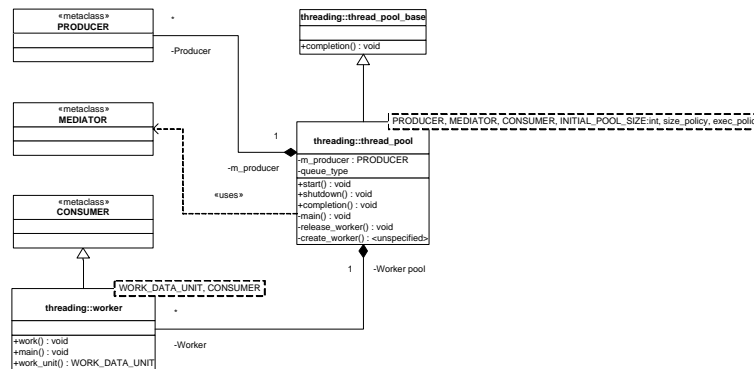 «metaclass»
PRODUCER
*
-Producer
threading::thread_pool_base
+completion() : void
«metaclass»
MEDIATOR
1
-m_producer
PRODUCER, MEDIATOR, CONSUMER, INITIAL_POOL_SIZE:int, size_policy, exec_polic
threading::thread_pool
-m_producer : PRODUCER
-queue_type
+start() : void
+shutdown() : void
+completion() : void
-main() : void
-release_worker() : void
-create_worker() : <unspecified>
«uses»
«metaclass»
CONSUMER
1
-Worker pool
WORK_DATA_UNIT, CONSUMER
threading::worker
+work() : void
+main() : void
+work_unit() : WORK_DATA_UNIT
*
-Worker